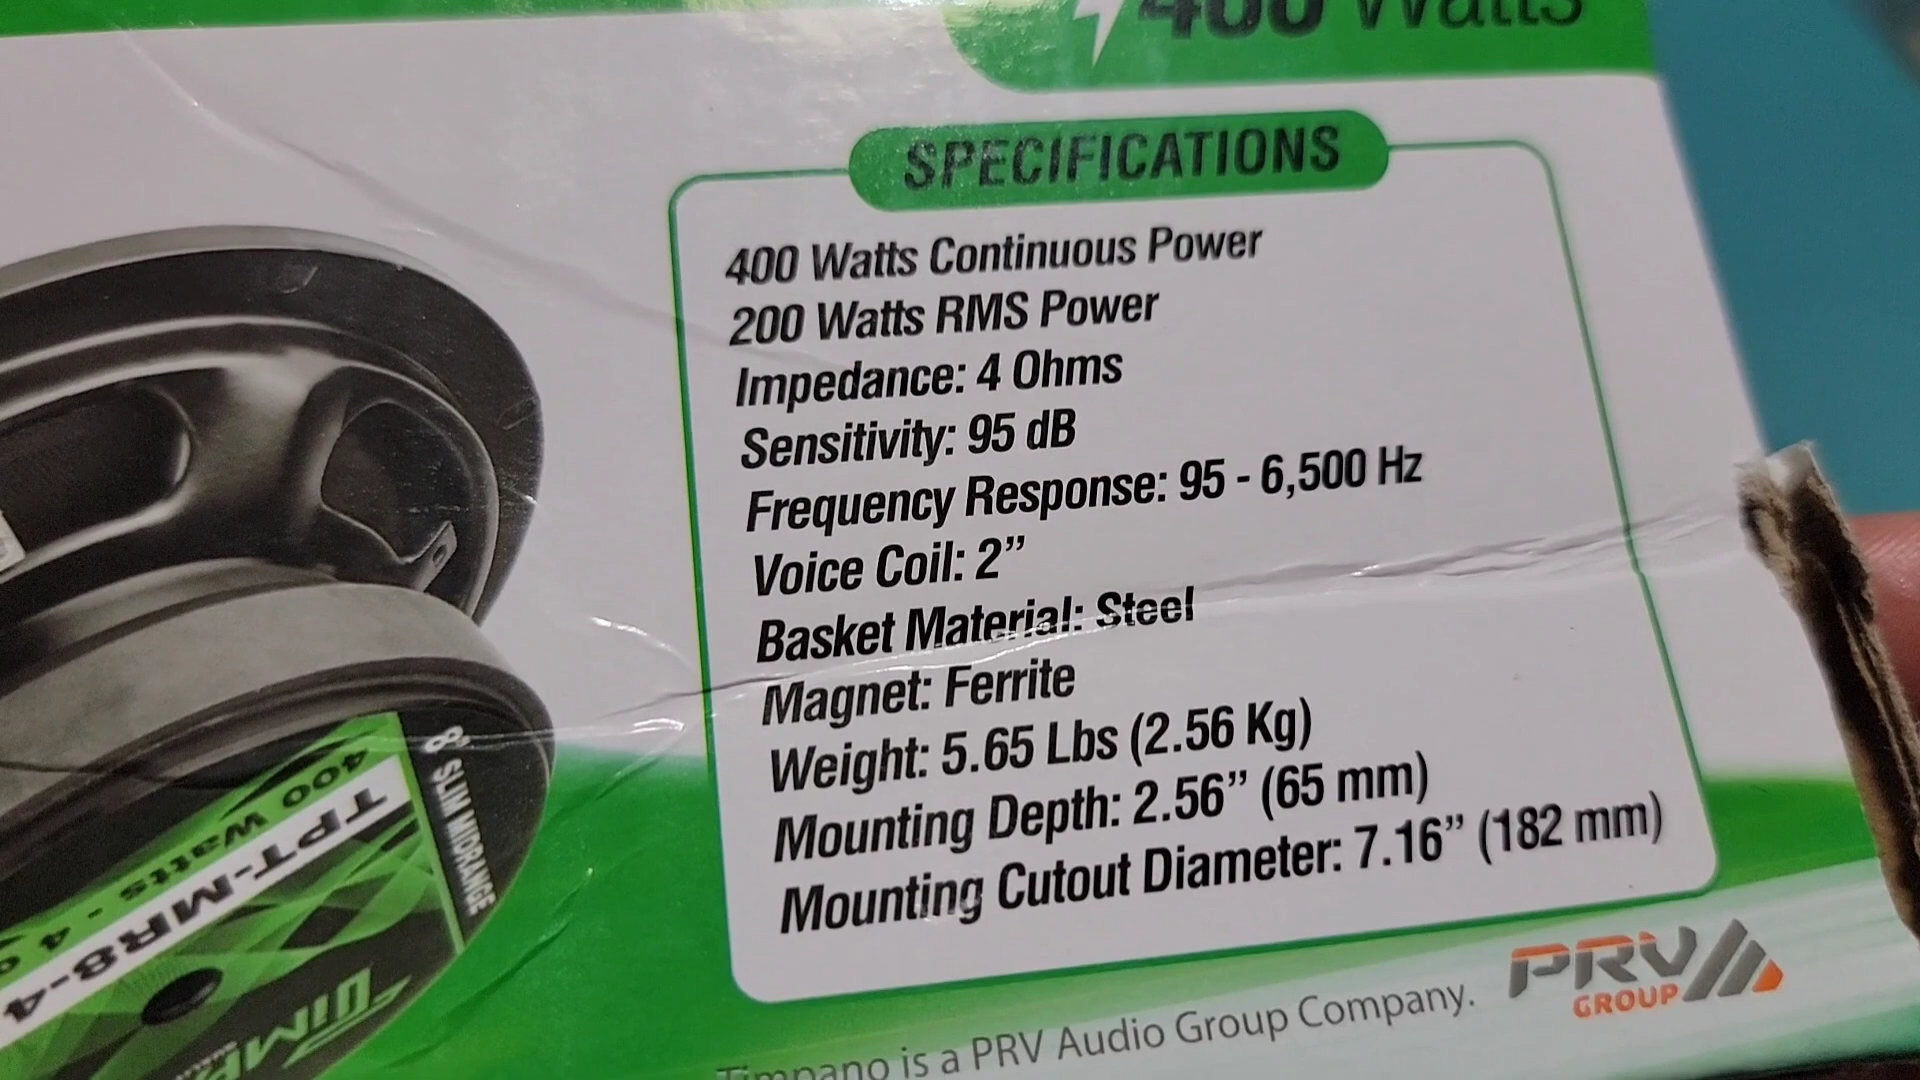 400 Watts
SPECIFICATIONS
400 Watts Continuous Power
200 Watts RMS Power
Impedance: 4 Ohms
Sensitivity: 95 dB
Frequency Response: 95 - 6,500 Hz
Voice Coil: 2”
Basket Material: Steel
Magnet: Ferrite
Weight: 5.65 Lbs (2.56 Kg)
Mounting Depth: 2.56” (65 mm)
Mounting Cutout Diameter: 7.16” (182 mm)
8" SLIM MIDRANGE
400 Watts - 4
TPT-MR8-4
PRV
GROUP
Timpano is a PRV Audio Group Company.